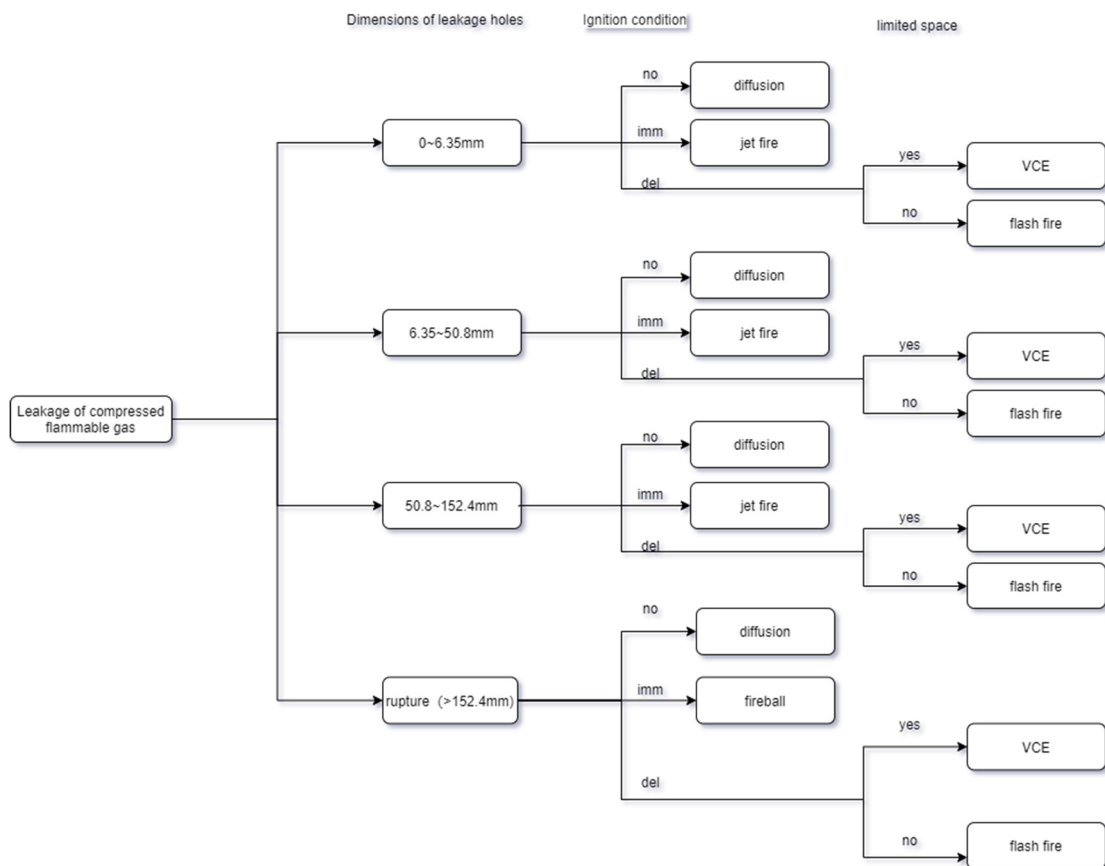 Dimensions of leakage holes
Ignition condition
limited space
no
diffusion
0~6.35mm
imm
jet fire
yes
VCE
del
no
flash fire
no
diffusion
6.35~50.8mm
imm
jet fire
yes
VCE
del
no
flash fire
Leakage of compressed
flammable gas
no
diffusion
50.8~152.4mm
imm
jet fire
yes
VCE
del
no
flash fire
no
diffusion
rupture（>152.4mm）
imm
fireball
yes
VCE
del
no
flash fire